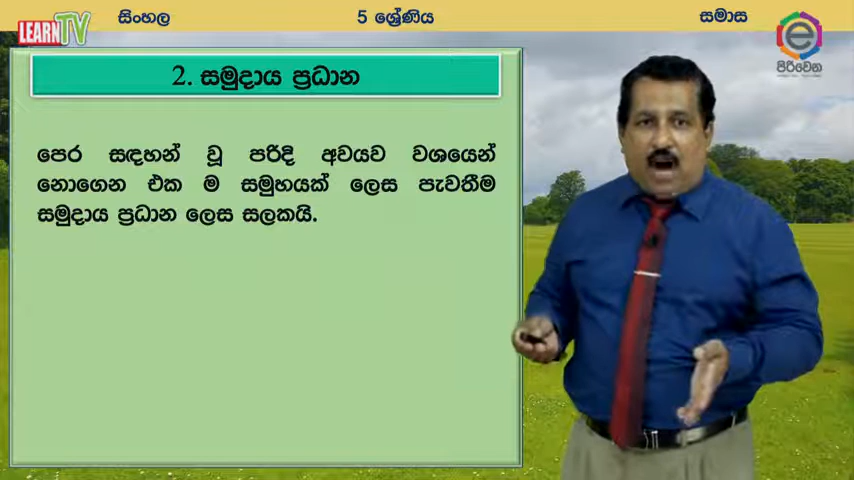 LEARN TV
සිංහල
5 ශ්‍රේණිය
සමාස
e
පිරිවෙන
2. සමුදාය ප්‍රධාන
පෙර සඳහන් වූ පරිදි අවයව වශයෙන්
නොගෙන එක ම සමූහයක් ලෙස පැවතීම
සමුදාය ප්‍රධාන ලෙස සලකයි.